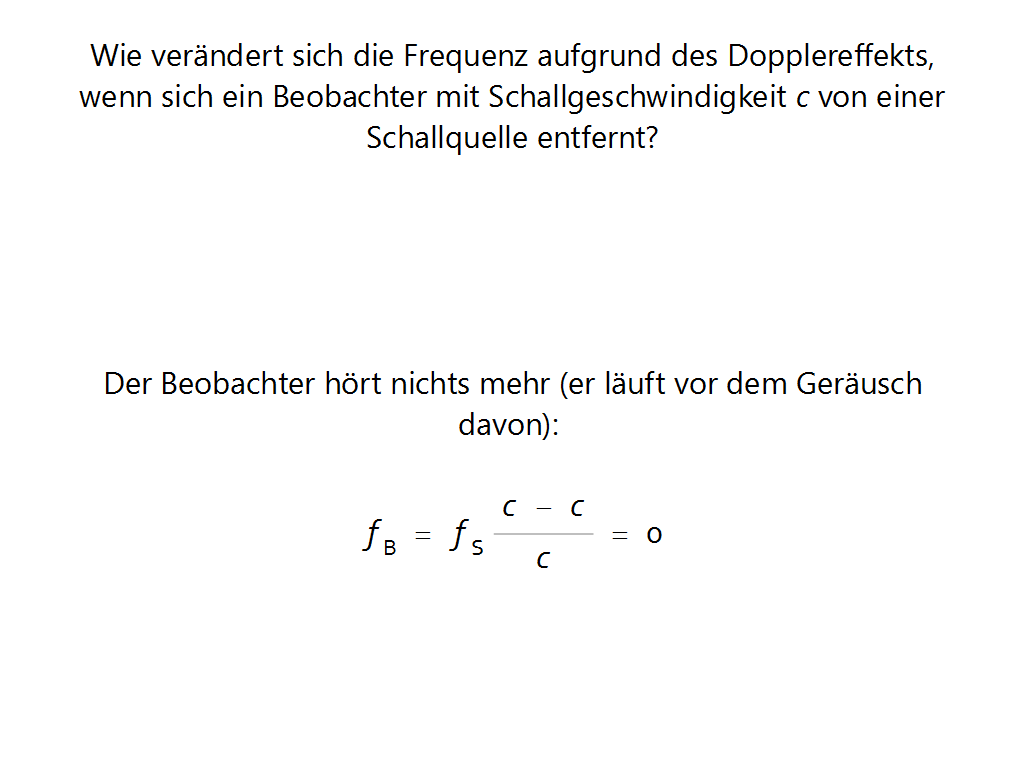 Wie verändert sich die Frequenz aufgrund des Dopplereffekts,
wenn sich ein Beobachter mit Schallgeschwindigkeit c von einer
Schallquelle entfernt?
Der Beobachter hört nichts mehr (er läuft vor dem Geräusch
davon):
f_B = f_S (c − c)/c = 0